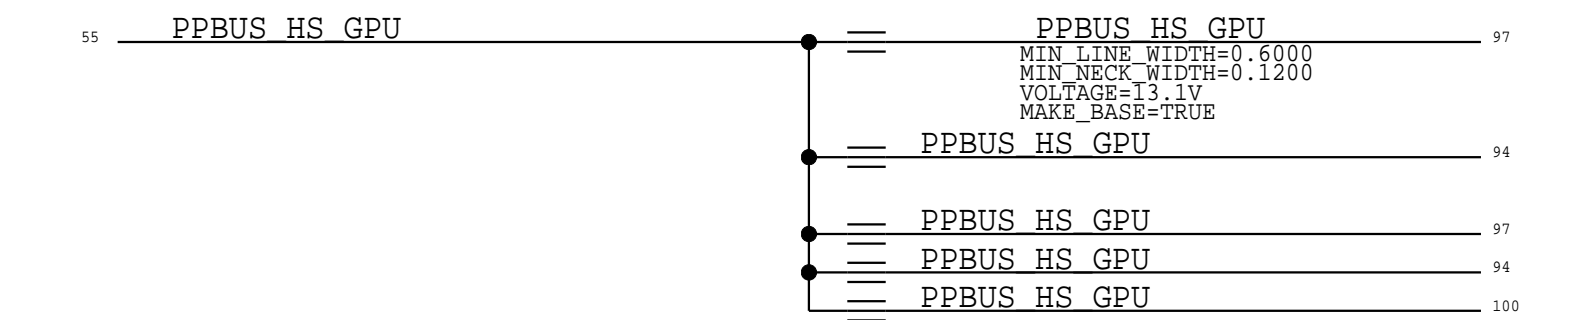 55 PPBUS_HS_GPU PPBUS_HS_GPU 97
MIN_LINE_WIDTH=0.6000
MIN_NECK_WIDTH=0.1200
VOLTAGE=13.1V
MAKE_BASE=TRUE
PPBUS_HS_GPU 94
PPBUS_HS_GPU 97
PPBUS_HS_GPU 94
PPBUS_HS_GPU 100